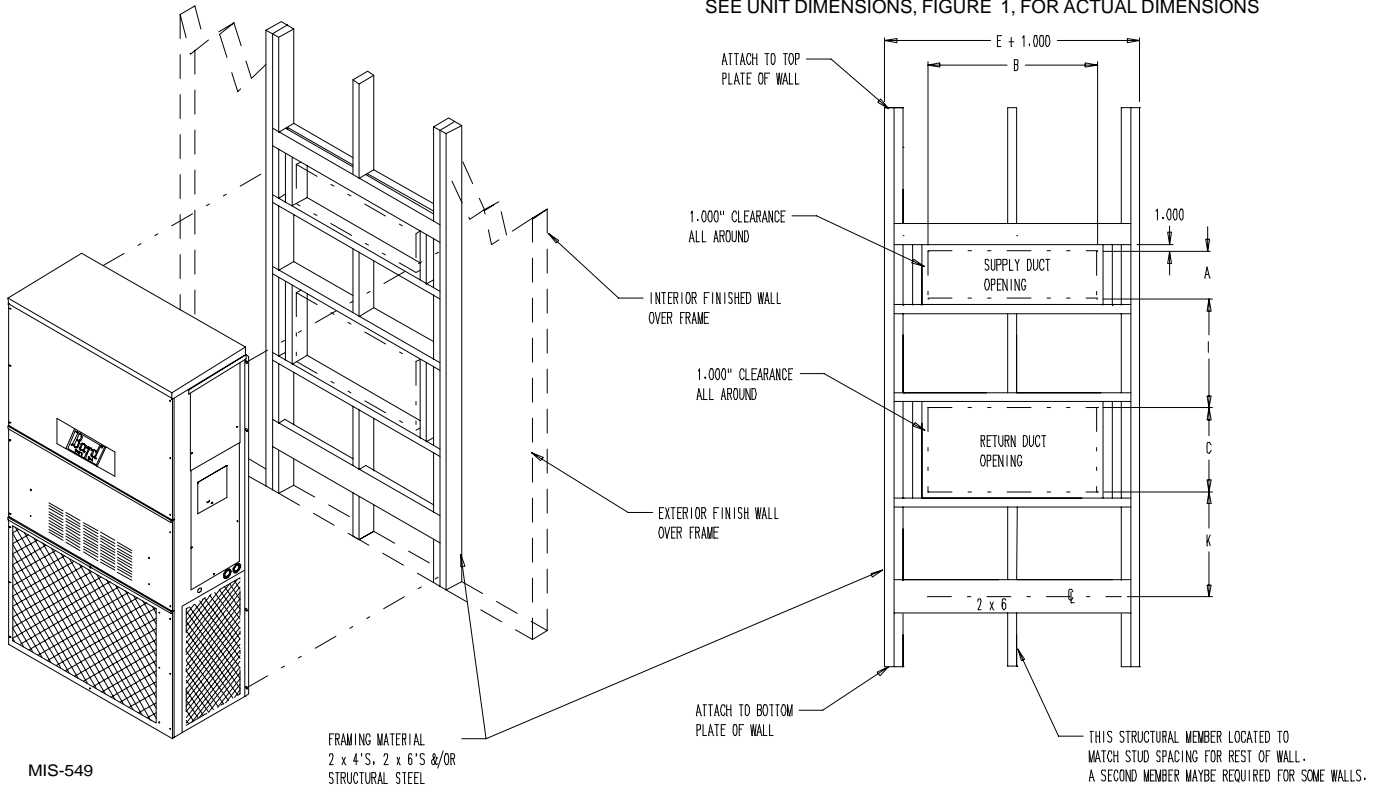 SEE UNIT DIMENSIONS, FIGURE 1, FOR ACTUAL DIMENSIONS
E + 1.000
B
ATTACH TO TOP
PLATE OF WALL
1.000" CLEARANCE
ALL AROUND
1.000
SUPPLY DUCT
OPENING
A
I
INTERIOR FINISHED WALL
OVER FRAME
1.000" CLEARANCE
ALL AROUND
RETURN DUCT
OPENING
C
Bard
EXTERIOR FINISH WALL
OVER FRAME
K
2 x 6
℄
ATTACH TO BOTTOM
PLATE OF WALL
FRAMING MATERIAL
2 x 4'S, 2 x 6'S &/OR
STRUCTURAL STEEL
THIS STRUCTURAL MEMBER LOCATED TO
MATCH STUD SPACING FOR REST OF WALL.
A SECOND MEMBER MAYBE REQUIRED FOR SOME WALLS.
MIS-549